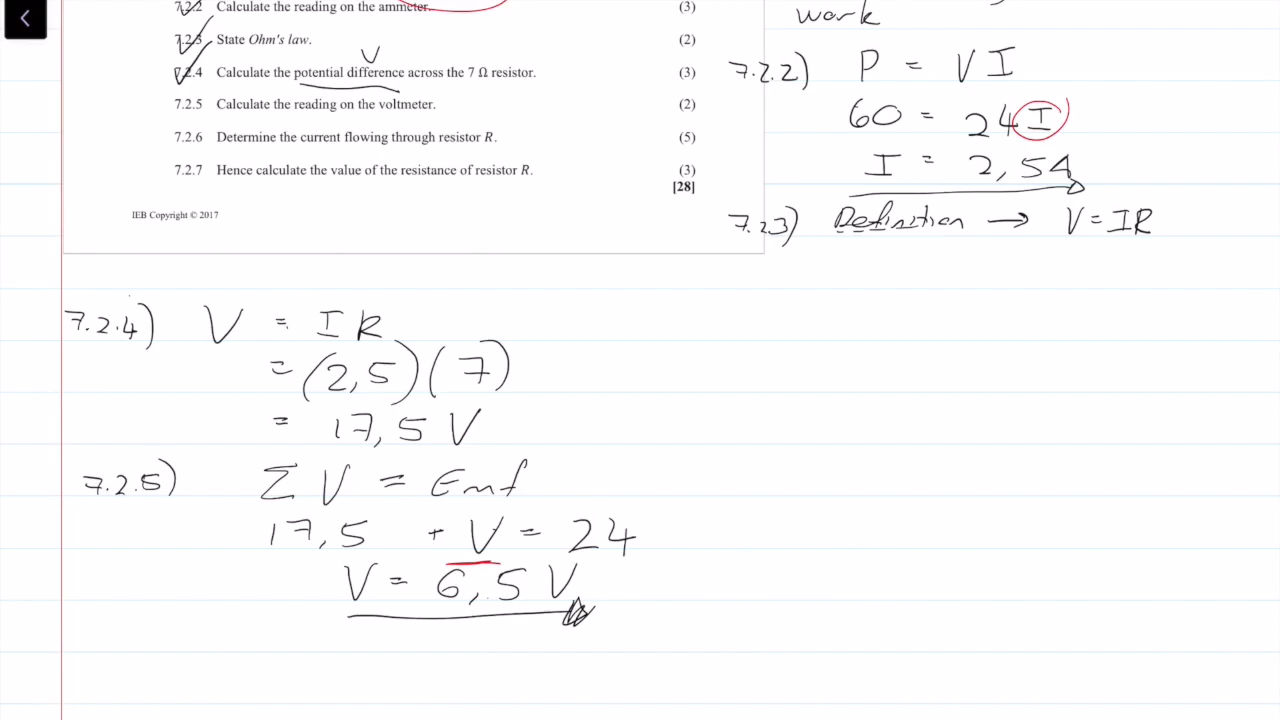 7.2.2 Calculate the reading on the ammeter. (3)
7.2.3 State Ohm's law. (2)
V
7.2.4 Calculate the potential difference across the 7 Ω resistor. (3)
7.2.5 Calculate the reading on the voltmeter. (2)
7.2.6 Determine the current flowing through resistor R. (5)
7.2.7 Hence calculate the value of the resistance of resistor R. (3)
[28]
IEB Copyright © 2017
work
7.2.2) P = VI
60 = 24 I
I = 2,5A
7.2.3) Definition → V = IR
7.2.4) V = IR
= (2,5)(7)
= 17,5 V
7.2.5) Σ V = Emf
17,5 + V = 24
V = 6,5 V